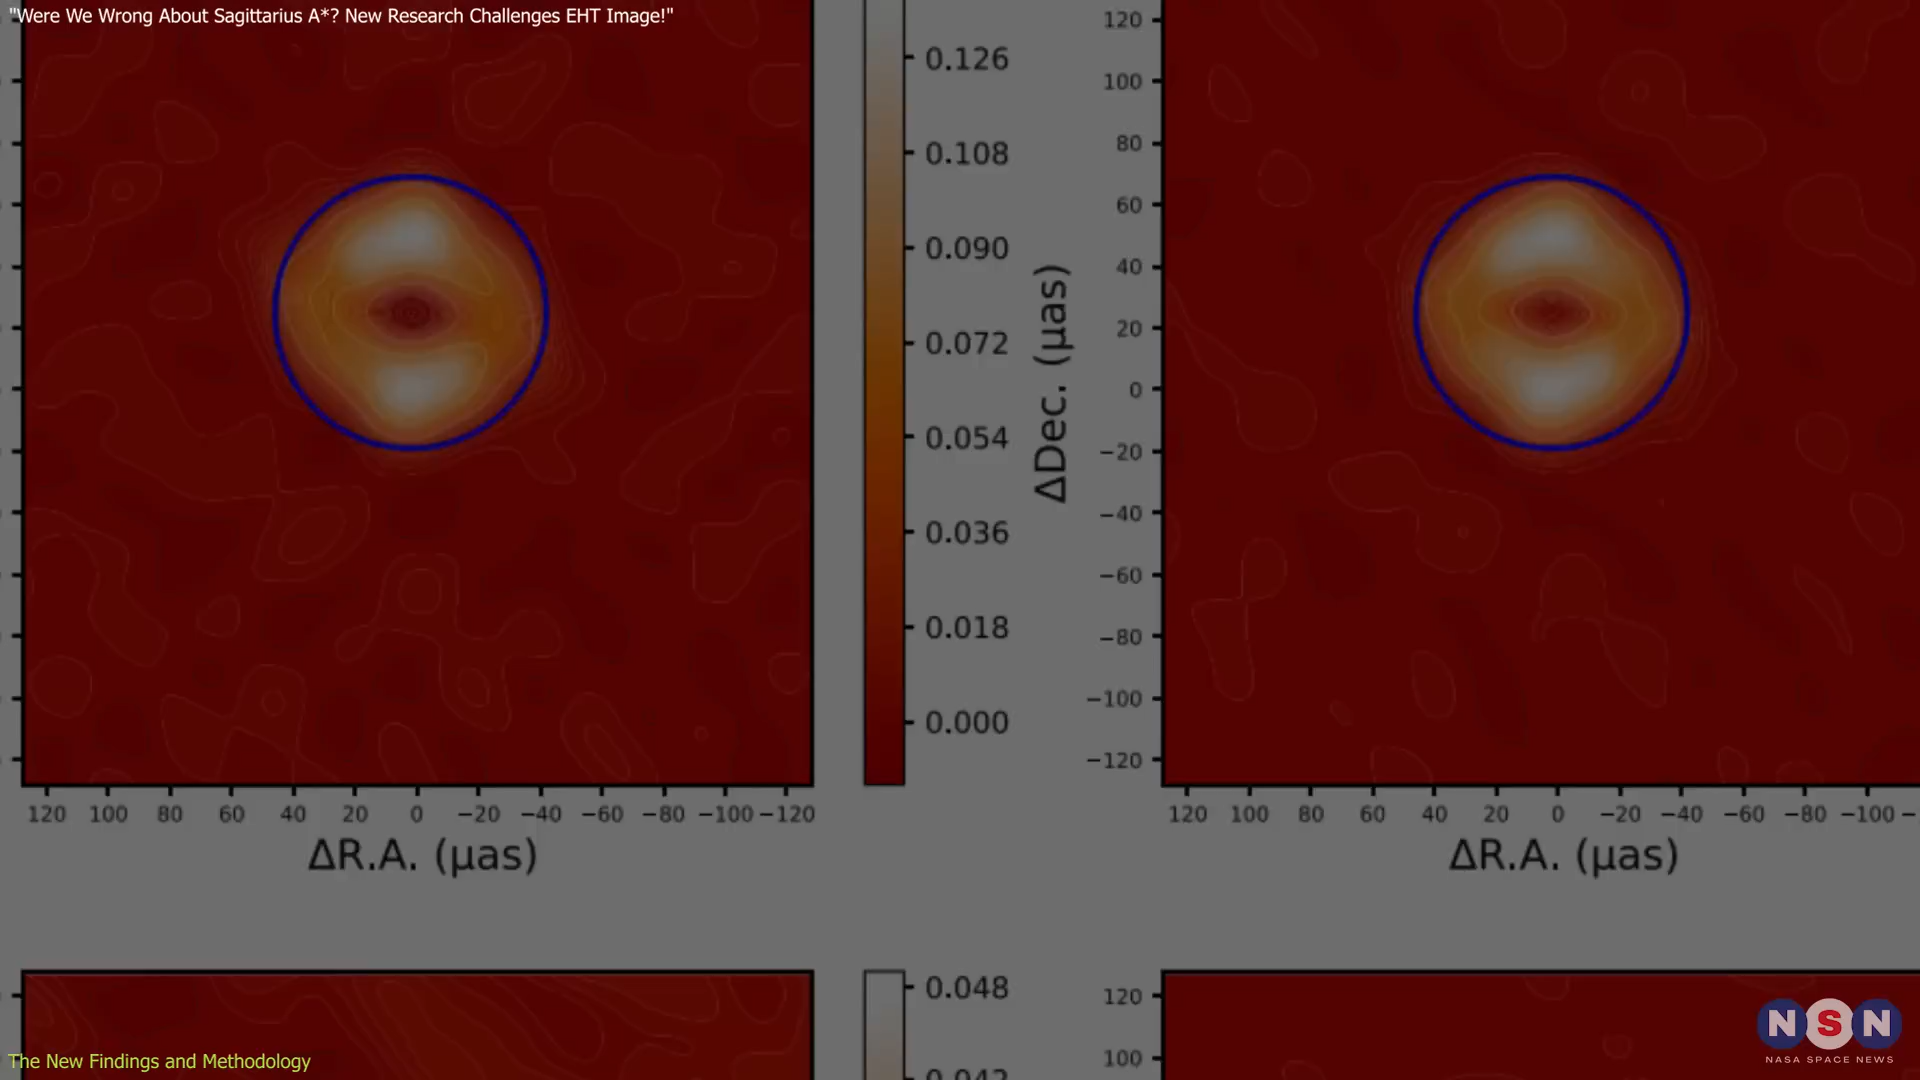 "Were We Wrong About Sagittarius A*? New Research Challenges EHT Image!"
0.126
0.108
0.090
0.072
0.054
0.036
0.018
0.000
ΔDec. (μas)
120
100
80
60
40
20
0
−20
−40
−60
−80
−100
−120
120 100 80 60 40 20 0 −20 −40 −60 −80 −100 −120
ΔR.A. (μas)
120 100 80 60 40 20 0 −20 −40 −60 −80 −100
ΔR.A. (μas)
0.048
120
100
The New Findings and Methodology
NSN
NASA SPACE NEWS